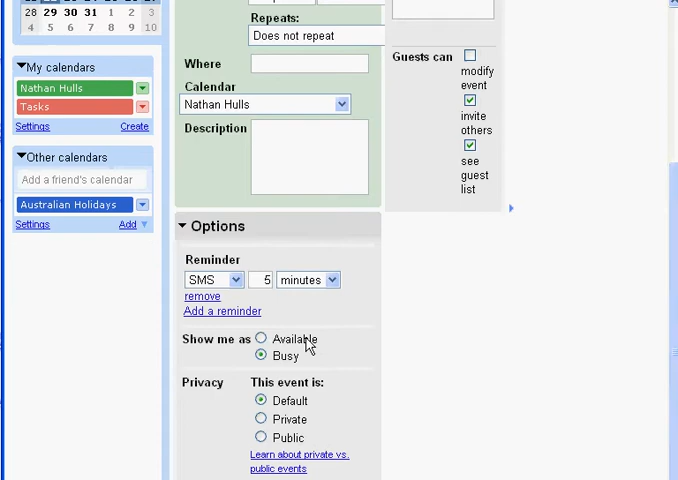 28 29 30 31 1 2 3
4 5 6 7 8 9 10
My calendars
Nathan Hulls
Tasks
Settings Create
Other calendars
Add a friend's calendar
Australian Holidays
Settings Add
Repeats:
Does not repeat
Where
Calendar
Nathan Hulls
Description
Guests can
modify
event
invite
others
see
guest
list
Options
Reminder
SMS 5 minutes
remove
Add a reminder
Show me as Available
Busy
Privacy This event is:
Default
Private
Public
Learn about private vs.
public events